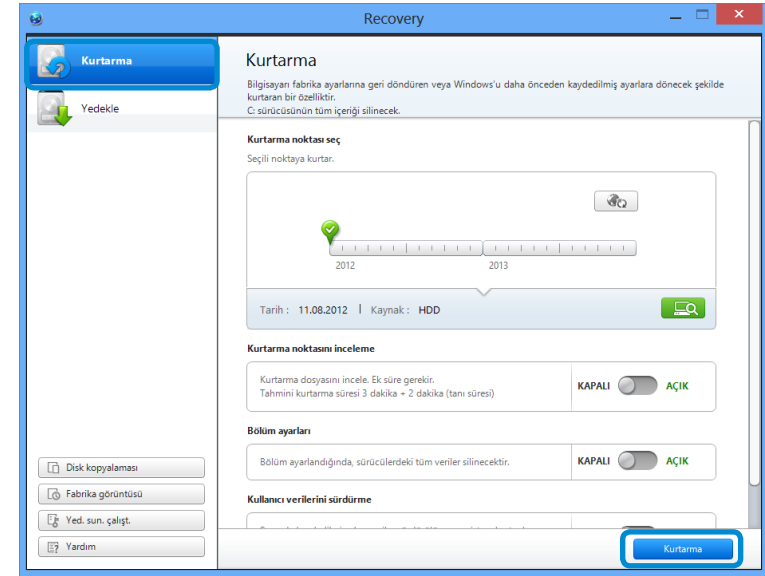 Recovery
Kurtarma
Yedekle
Disk kopyalaması
Fabrika görüntüsü
Yed. sun. çalışt.
Yardım
Kurtarma
Bilgisayarı fabrika ayarlarına geri döndüren veya Windows'u daha önceden kaydedilmiş ayarlara dönecek şekilde
kurtaran bir özelliktir.
C: sürücüsünün tüm içeriği silinecek.
Kurtarma noktası seç
Seçili noktaya kurtar.
2012 2013
Tarih : 11.08.2012 | Kaynak : HDD
Kurtarma noktasını inceleme
Kurtarma dosyasını incele. Ek süre gerekir.
Tahmini kurtarma süresi 3 dakika + 2 dakika (tanı süresi)
KAPALI AÇIK
Bölüm ayarları
Bölüm ayarlandığında, sürücülerdeki tüm veriler silinecektir.
KAPALI AÇIK
Kullanıcı verilerini sürdürme
Kurtarma